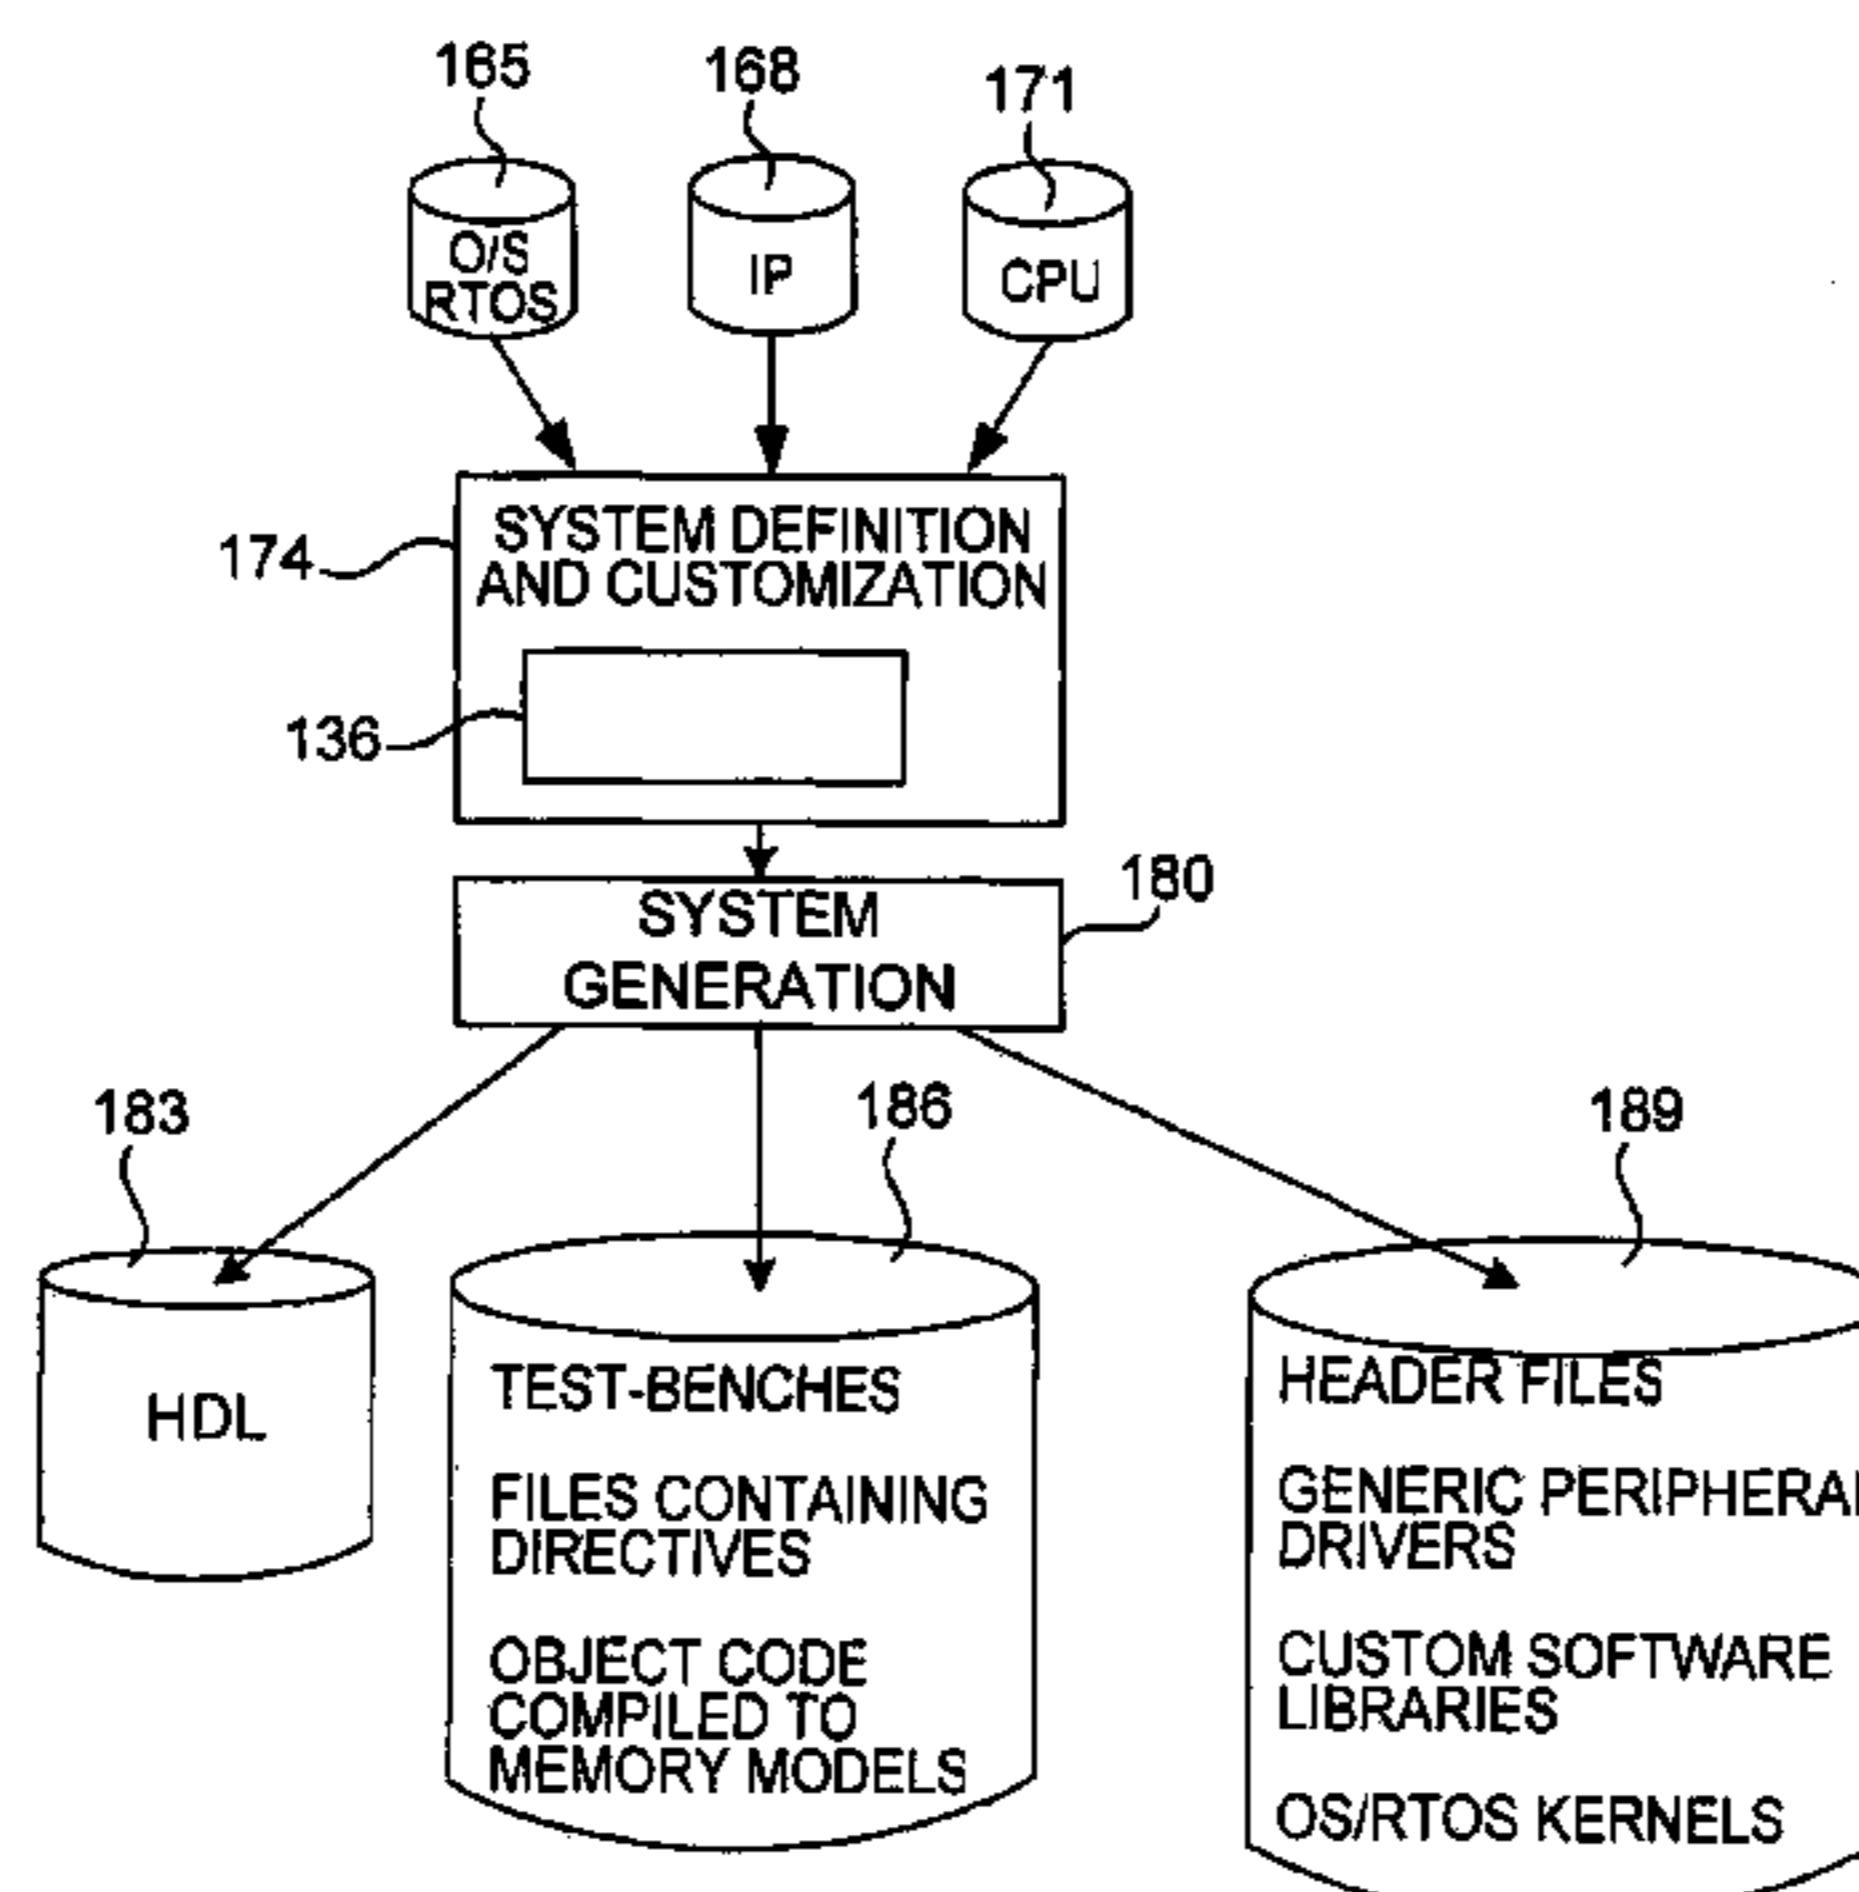 165
168
171
O/S
RTOS
IP
CPU
174
SYSTEM DEFINITION
AND CUSTOMIZATION
136
180
SYSTEM
GENERATION
183
186
189
HDL
TEST-BENCHES
FILES CONTAINING
DIRECTIVES
OBJECT CODE
COMPILED TO
MEMORY MODELS
HEADER FILES
GENERIC PERIPHERAL
DRIVERS
CUSTOM SOFTWARE
LIBRARIES
OS/RTOS KERNELS